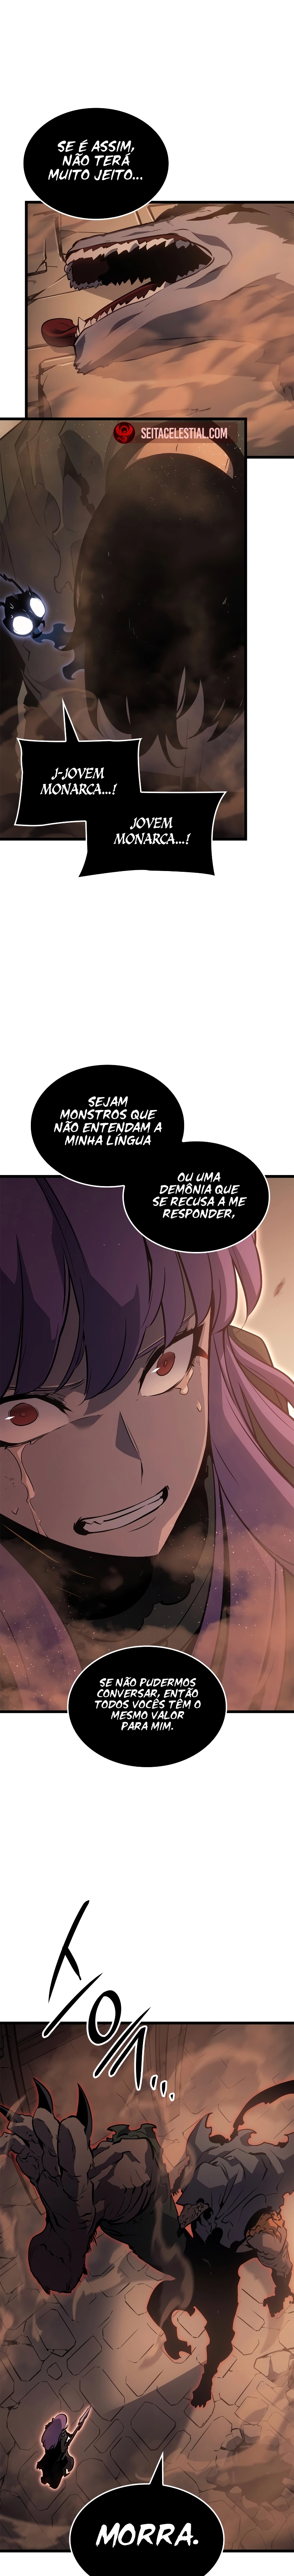 SE É ASSIM,
NÃO TERÁ
MUITO JEITO...
SEITACELESTIAL.COM
J-JOVEM
MONARCA...!
JOVEM
MONARCA...!
SEJAM
MONSTROS QUE
NÃO ENTENDAM A
MINHA LÍNGUA
OU UMA
DEMÔNIA QUE
SE RECUSA A ME
RESPONDER,
SE NÃO PUDERMOS
CONVERSAR, ENTÃO
TODOS VOCÊS TÊM O
MESMO VALOR
PARA MIM.
MORRA.